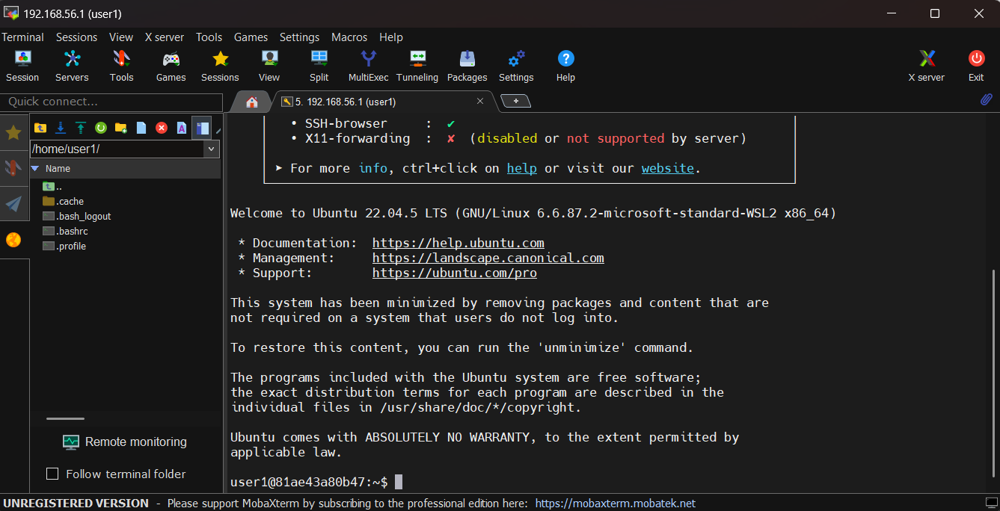 192.168.56.1 (user1)
Terminal Sessions View X server Tools Games Settings Macros Help
Session Servers Tools Games Sessions View Split MultiExec Tunneling Packages Settings Help X server Exit
Quick connect...
5. 192.168.56.1 (user1)
/home/user1/
Name
..
.cache
.bash_logout
.bashrc
.profile
Remote monitoring
Follow terminal folder
• SSH-browser : ✔
• X11-forwarding : ✘ (disabled or not supported by server)
➤ For more info, ctrl+click on help or visit our website.
Welcome to Ubuntu 22.04.5 LTS (GNU/Linux 6.6.87.2-microsoft-standard-WSL2 x86_64)
* Documentation: https://help.ubuntu.com
* Management: https://landscape.canonical.com
* Support: https://ubuntu.com/pro
This system has been minimized by removing packages and content that are
not required on a system that users do not log into.
To restore this content, you can run the 'unminimize' command.
The programs included with the Ubuntu system are free software;
the exact distribution terms for each program are described in the
individual files in /usr/share/doc/*/copyright.
Ubuntu comes with ABSOLUTELY NO WARRANTY, to the extent permitted by
applicable law.
user1@81ae43a80b47:~$
UNREGISTERED VERSION - Please support MobaXterm by subscribing to the professional edition here: https://mobaxterm.mobatek.net